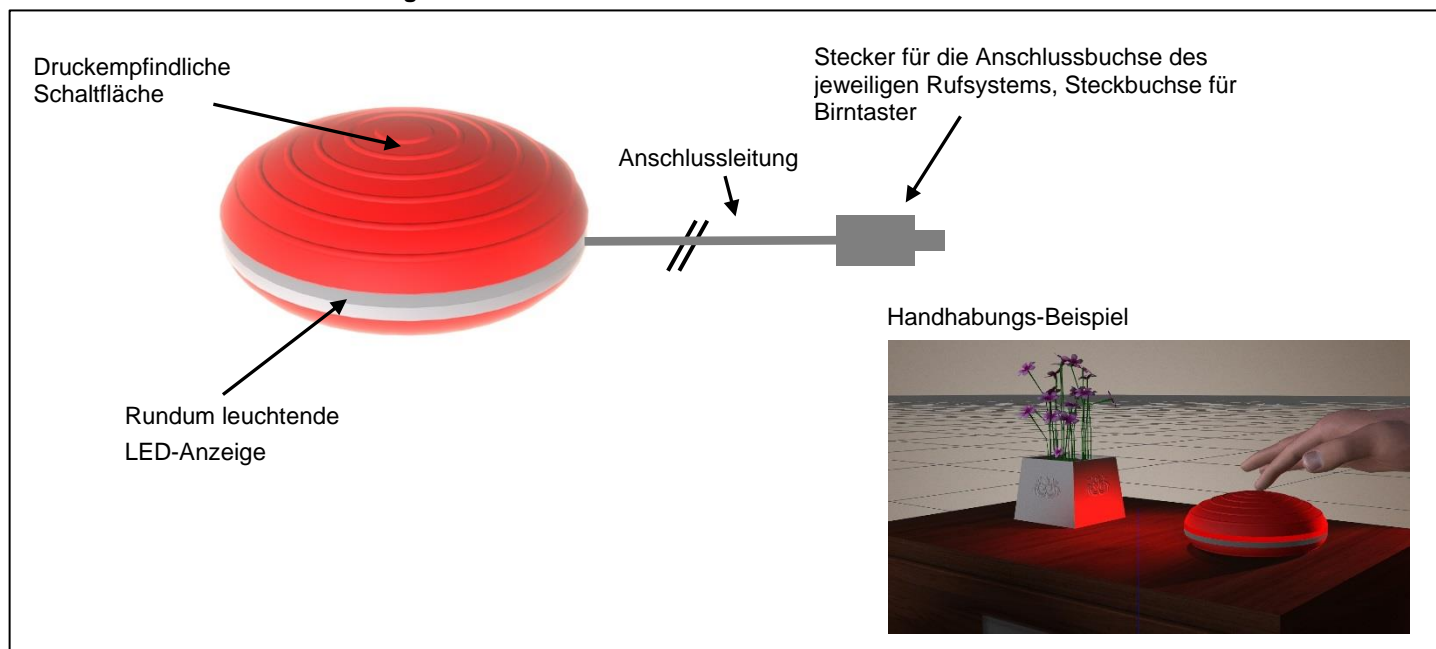 Druckempfindliche
Schaltfläche
Stecker für die Anschlussbuchse des
jeweiligen Rufsystems, Steckbuchse für
Birntaster
Anschlussleitung
Handhabungs-Beispiel
Rundum leuchtende
LED-Anzeige